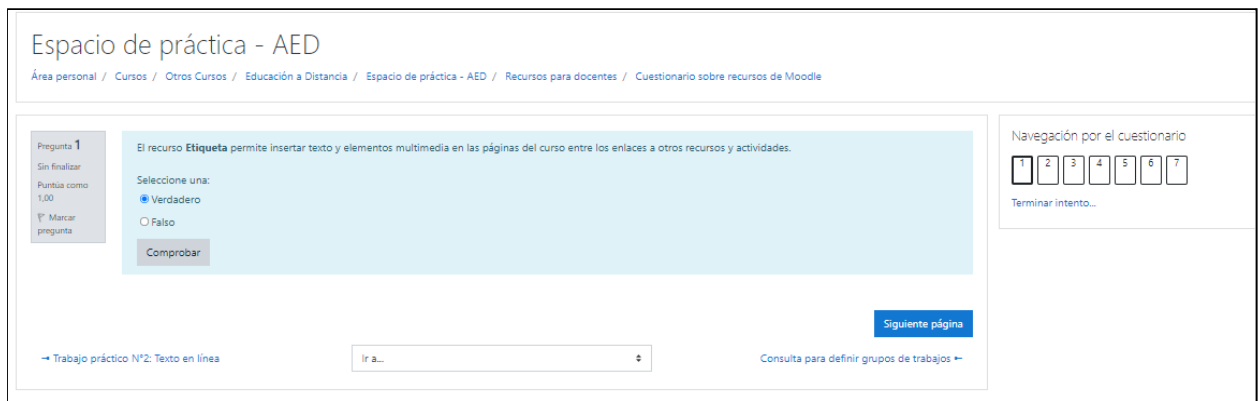 Espacio de práctica - AED
Área personal / Cursos / Otros Cursos / Educación a Distancia / Espacio de práctica - AED / Recursos para docentes / Cuestionario sobre recursos de Moodle
Pregunta 1
Sin finalizar
Puntúa como
1,00
Marcar
pregunta
El recurso Etiqueta permite insertar texto y elementos multimedia en las páginas del curso entre los enlaces a otros recursos y actividades.
Seleccione una:
Verdadero
Falso
Comprobar
Siguiente página
→ Trabajo práctico N°2: Texto en línea
Ir a...
Consulta para definir grupos de trabajos ←
Navegación por el cuestionario
1 2 3 4 5 6 7
Terminar intento...